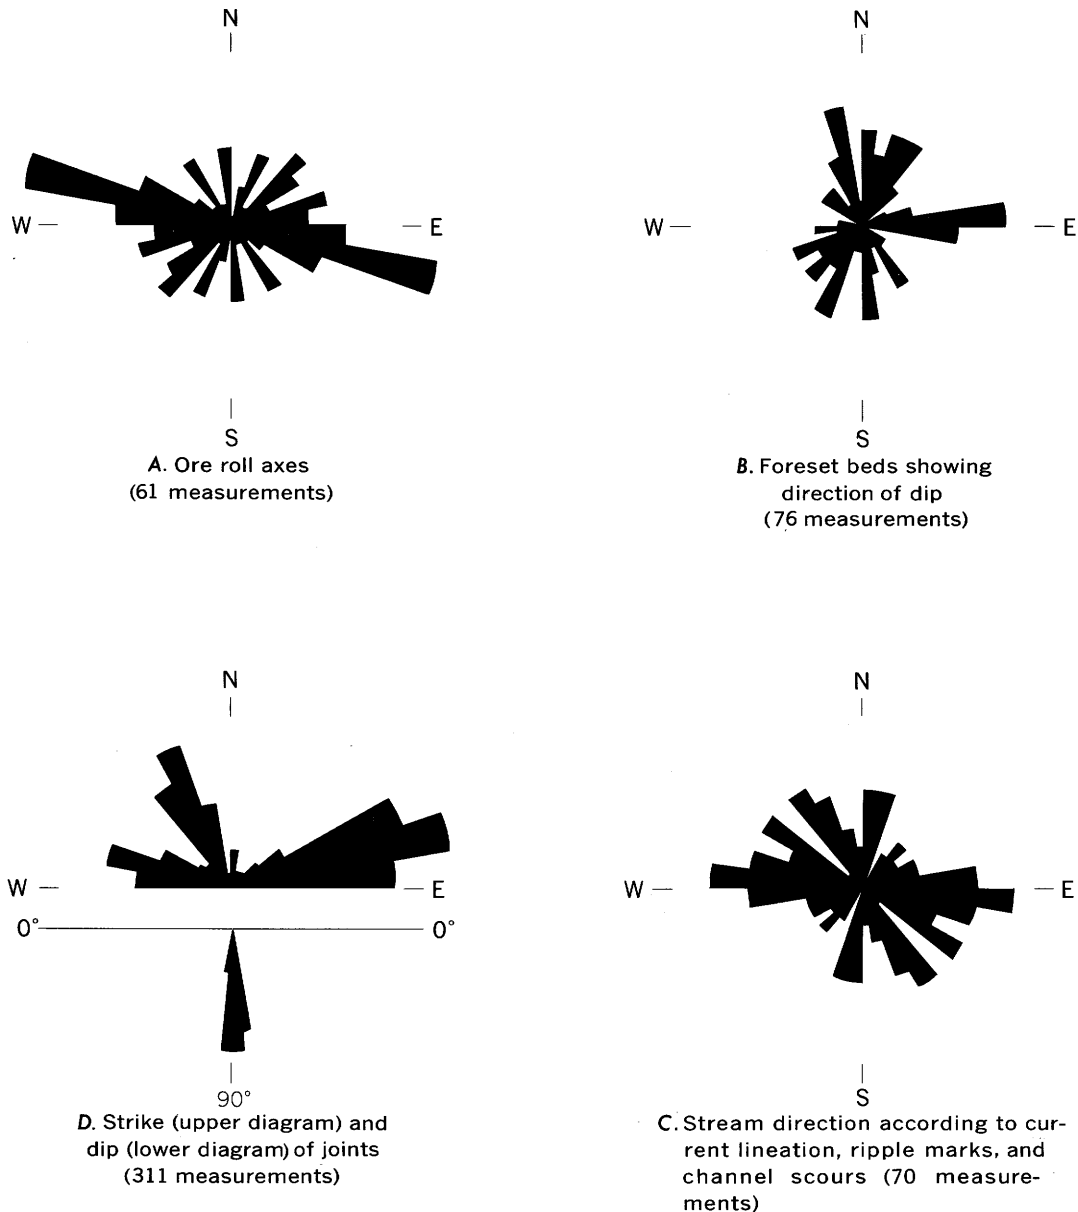 N
W
E
S
A. Ore roll axes
(61 measurements)
N
W
E
S
B. Foreset beds showing
direction of dip
(76 measurements)
N
W
E
0°
0°
90°
D. Strike (upper diagram) and
dip (lower diagram) of joints
(311 measurements)
N
W
E
S
C. Stream direction according to cur-
rent lineation, ripple marks, and
channel scours (70 measure-
ments)